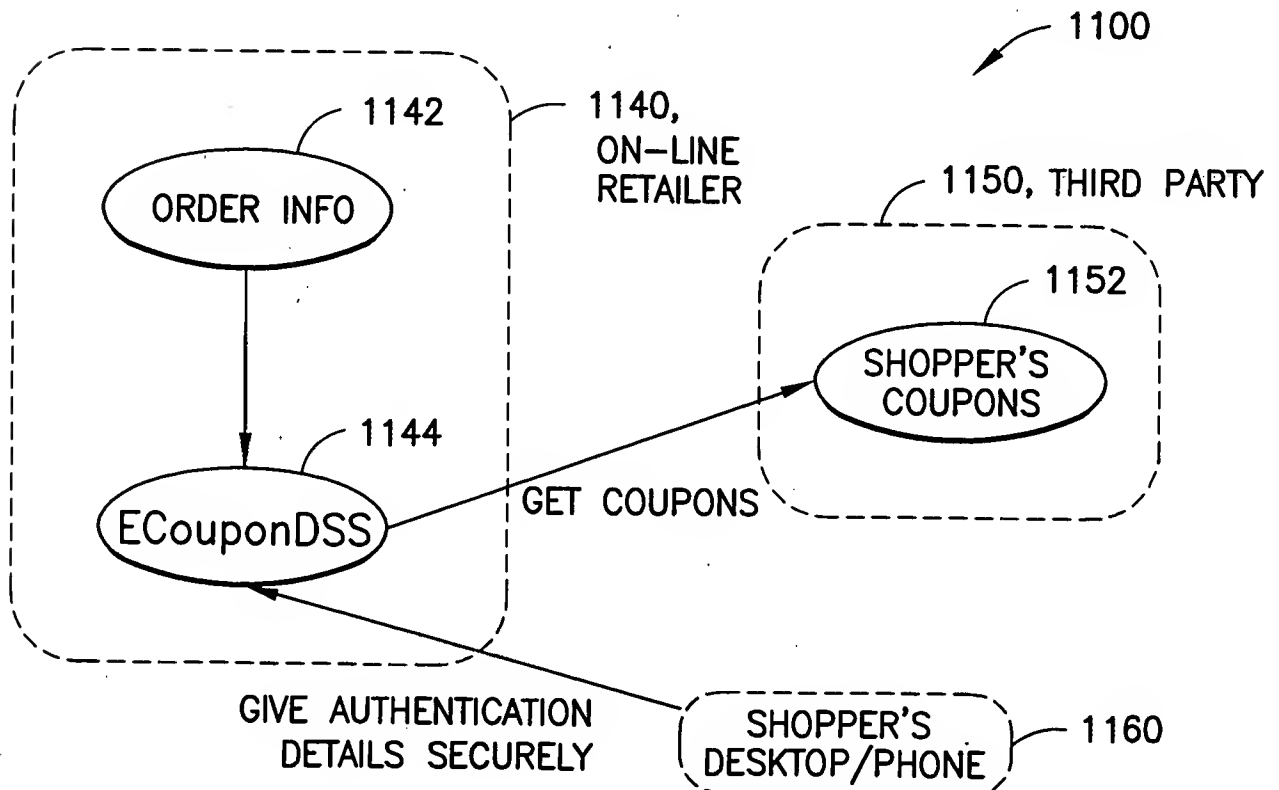 1100
1142
1140,
ON-LINE
RETAILER
ORDER INFO
1150, THIRD PARTY
1152
SHOPPER'S
COUPONS
1144
ECouponDSS
GET COUPONS
GIVE AUTHENTICATION
DETAILS SECURELY
SHOPPER'S
DESKTOP/PHONE
1160